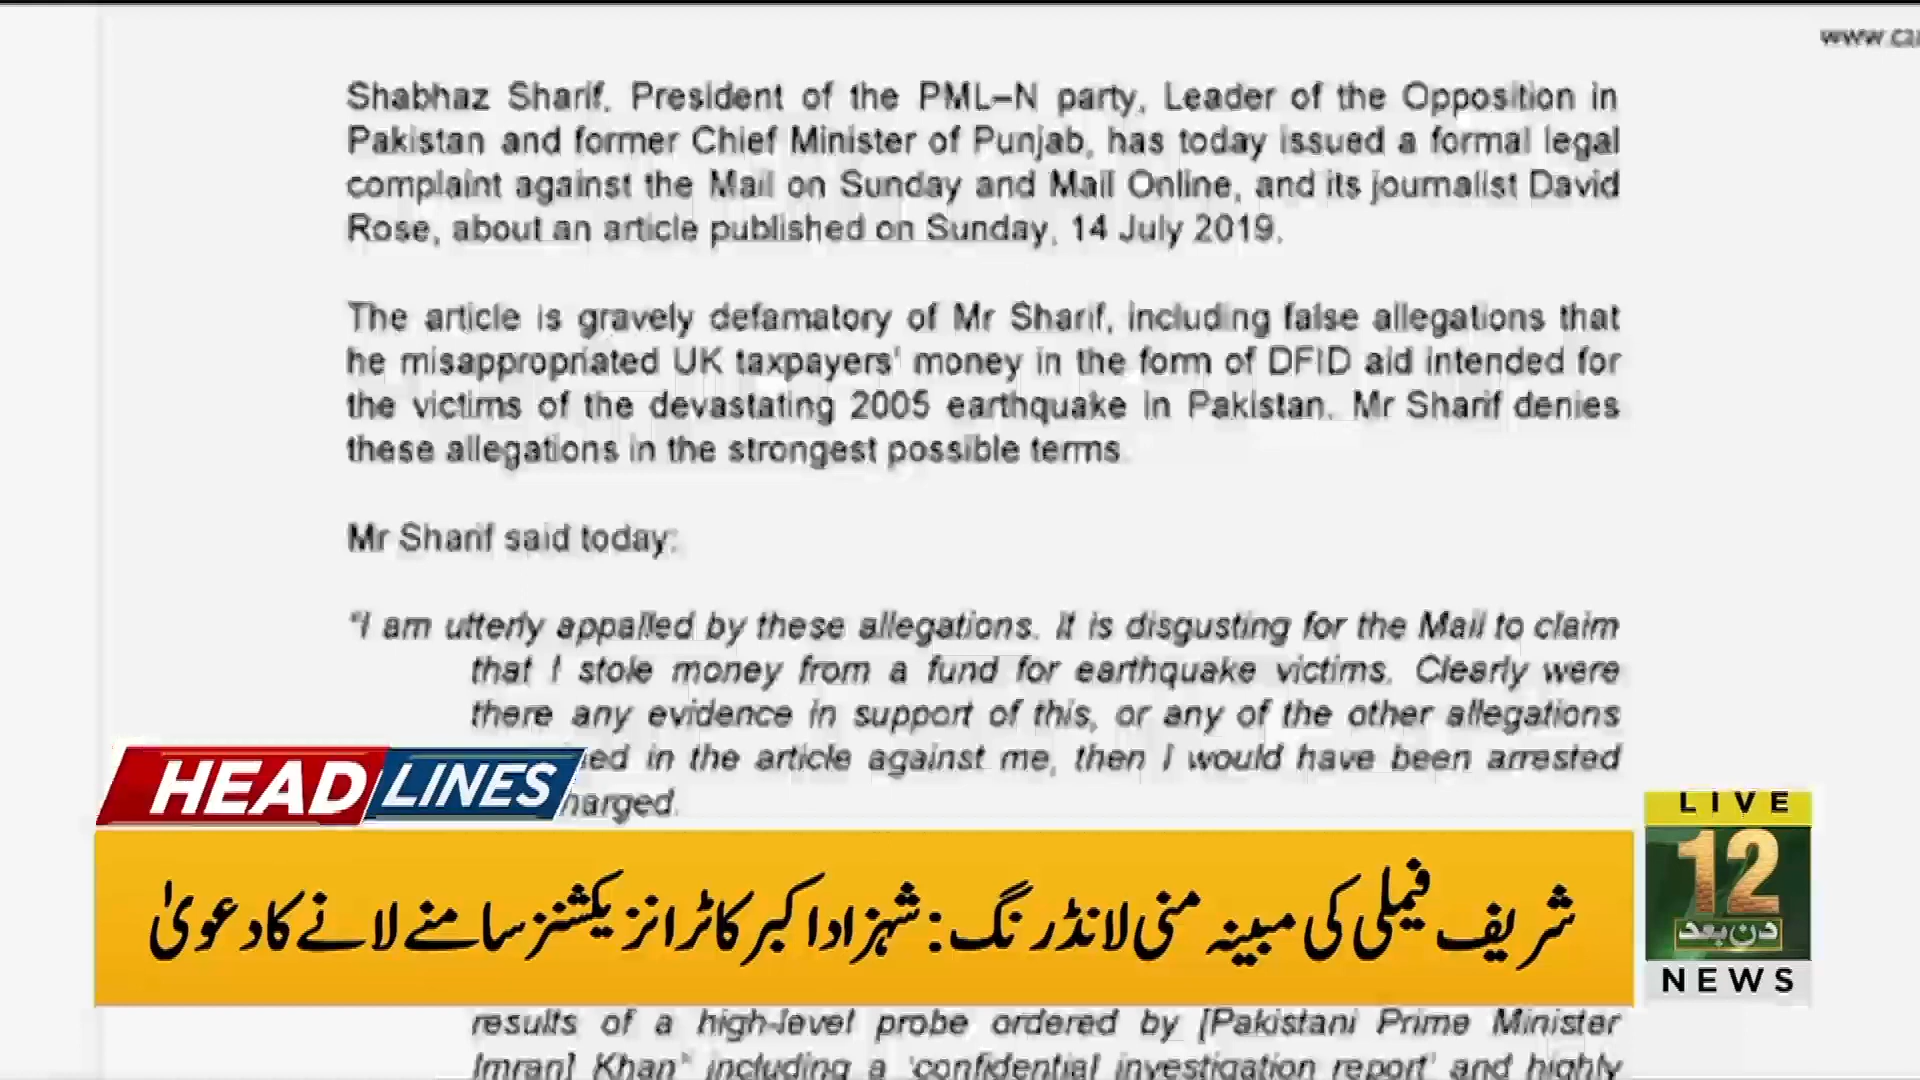 www.ca
Shabhaz Sharif, President of the PML–N party, Leader of the Opposition in
Pakistan and former Chief Minister of Punjab, has today issued a formal legal
complaint against the Mail on Sunday and Mail Online, and its journalist David
Rose, about an article published on Sunday, 14 July 2019.
The article is gravely defamatory of Mr Sharif, including false allegations that
he misappropriated UK taxpayers' money in the form of DFID aid intended for
the victims of the devastating 2005 earthquake in Pakistan. Mr Sharif denies
these allegations in the strongest possible terms.
Mr Sharif said today:
"I am utterly appalled by these allegations. It is disgusting for the Mail to claim
that I stole money from a fund for earthquake victims. Clearly were
there any evidence in support of this, or any of the other allegations
in the article against me, then I would have been arrested
harged.
HEADLINES
شریف فیملی کی مبینہ منی لانڈرنگ: شہزاد اکبر کا ٹرانزیکشنز سامنے لانے کا دعویٰ
LIVE
12
دن بعد
NEWS
results of a high-level probe ordered by [Pakistani Prime Minister
Imran] Khan" including a 'confidential investigation report' and highly